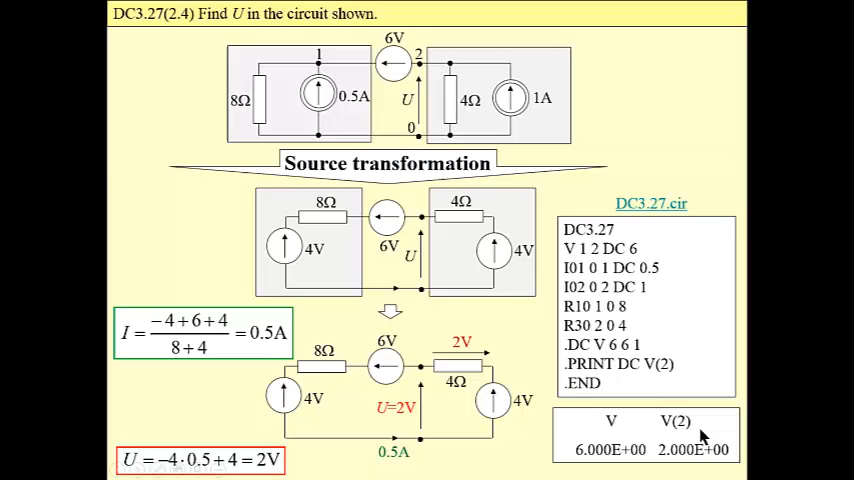 DC3.27(2.4) Find U in the circuit shown.
6V
1
2
8Ω
0.5A
U
4Ω
1A
0
Source transformation
8Ω
4Ω
4V
6V
U
4V
DC3.27.cir
DC3.27
V 1 2 DC 6
I01 0 1 DC 0.5
I02 0 2 DC 1
R10 1 0 8
R30 2 0 4
.DC V 6 6 1
.PRINT DC V(2)
.END
I = (−4+6+4)/(8+4) = 0.5A
8Ω
6V
2V
4Ω
4V
U=2V
4V
0.5A
V V(2)
6.000E+00 2.000E+00
U = −4·0.5+4 = 2V